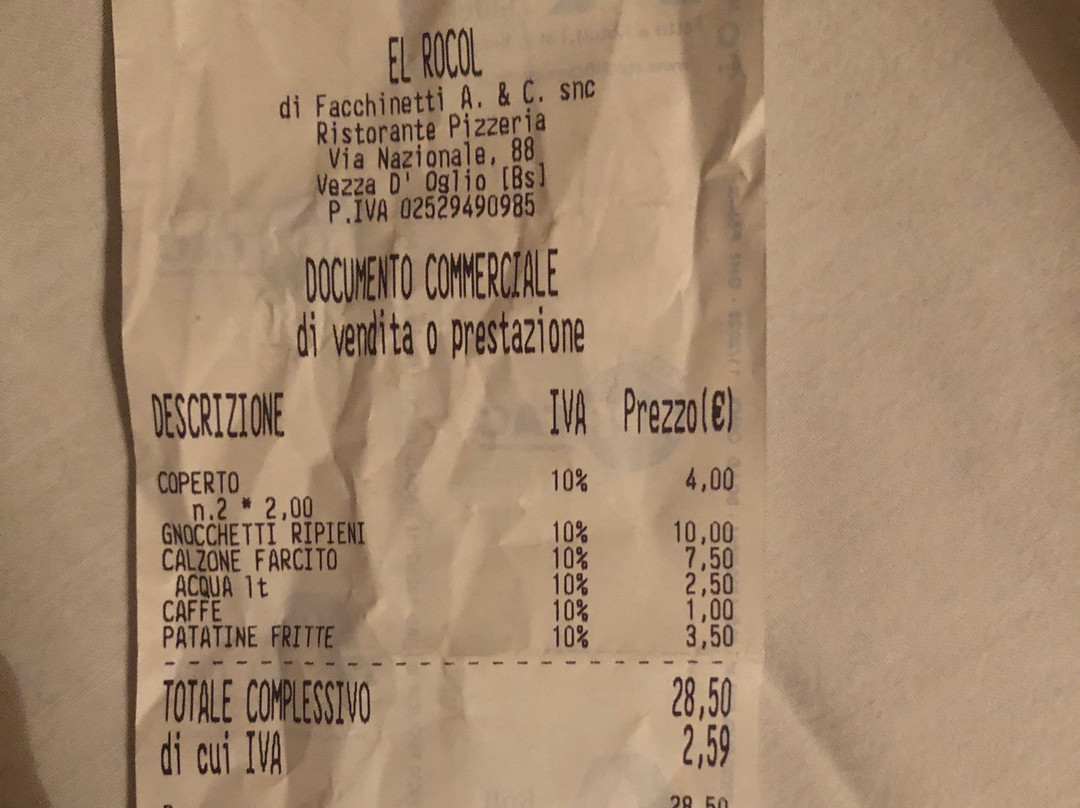 EL ROCOL
di Facchinetti A. & C. snc
Ristorante Pizzeria
Via Nazionale, 88
Vezza D' Oglio [Bs]
P.IVA 02529490985
DOCUMENTO COMMERCIALE
di vendita o prestazione
DESCRIZIONE IVA Prezzo(€)
COPERTO 10% 4,00
n.2 * 2,00
GNOCCHETTI RIPIENI 10% 10,00
CALZONE FARCITO 10% 7,50
ACQUA lt 10% 2,50
CAFFE 10% 1,00
PATATINE FRITTE 10% 3,50
TOTALE COMPLESSIVO 28,50
di cui IVA 2,59
28,50